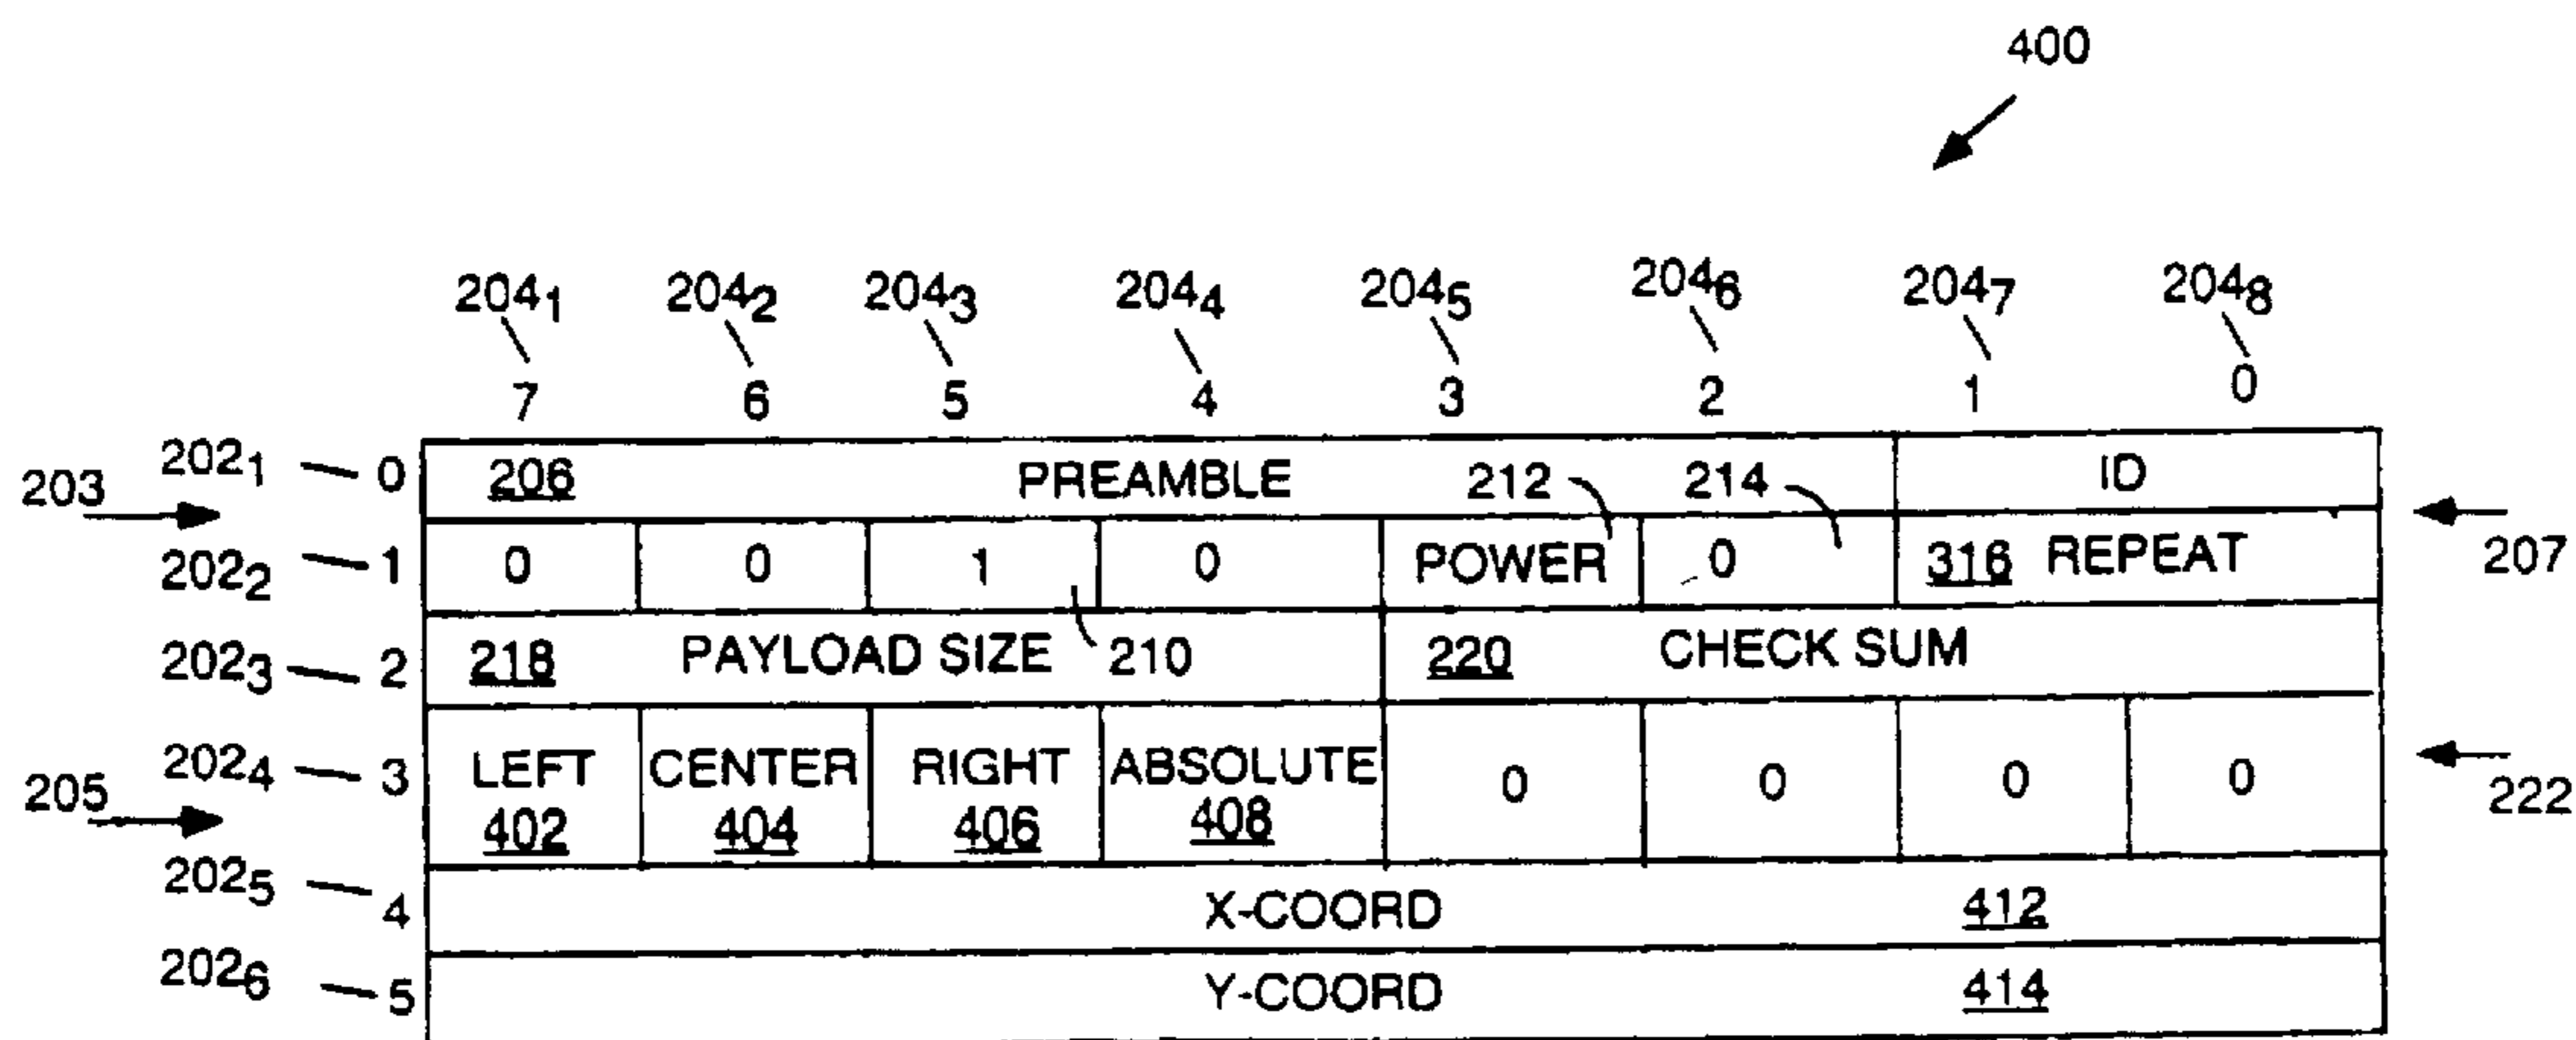 400
204₁ 204₂ 204₃ 204₄ 204₅ 204₆ 204₇ 204₈
7 6 5 4 3 2 1 0
203 202₁ 0 206 PREAMBLE 212 214 ID
202₂ 1 0 0 1 0 POWER 0 316 REPEAT 207
202₃ 2 218 PAYLOAD SIZE 210 220 CHECK SUM
205 202₄ 3 LEFT CENTER RIGHT ABSOLUTE 0 0 0 0 222
402 404 406 408
202₅ 4 X-COORD 412
202₆ 5 Y-COORD 414